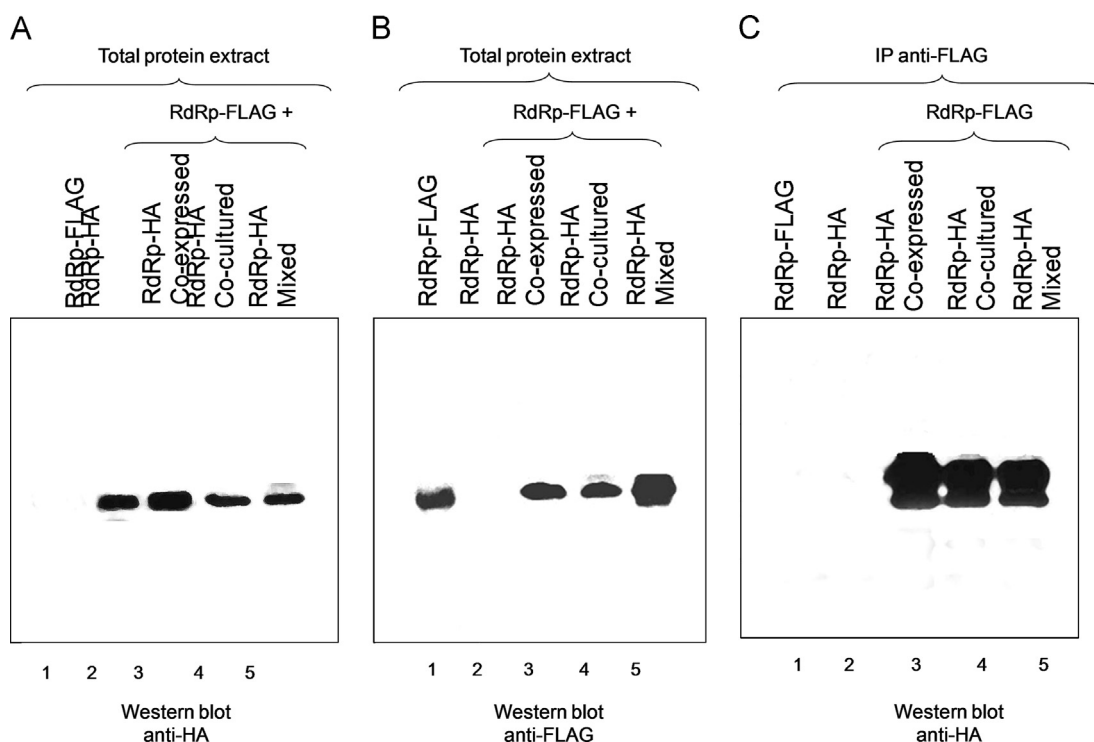 A
Total protein extract
RdRp-FLAG +
RdRp-FLAG
RdRp-HA
RdRp-HA
Co-expressed
RdRp-HA
Co-cultured
RdRp-HA
Mixed
1 2 3 4 5
Western blot
anti-HA
B
Total protein extract
RdRp-FLAG +
RdRp-FLAG
RdRp-HA
RdRp-HA
Co-expressed
RdRp-HA
Co-cultured
RdRp-HA
Mixed
1 2 3 4 5
Western blot
anti-FLAG
C
IP anti-FLAG
RdRp-FLAG
RdRp-FLAG
RdRp-HA
RdRp-HA
Co-expressed
RdRp-HA
Co-cultured
RdRp-HA
Mixed
1 2 3 4 5
Western blot
anti-HA